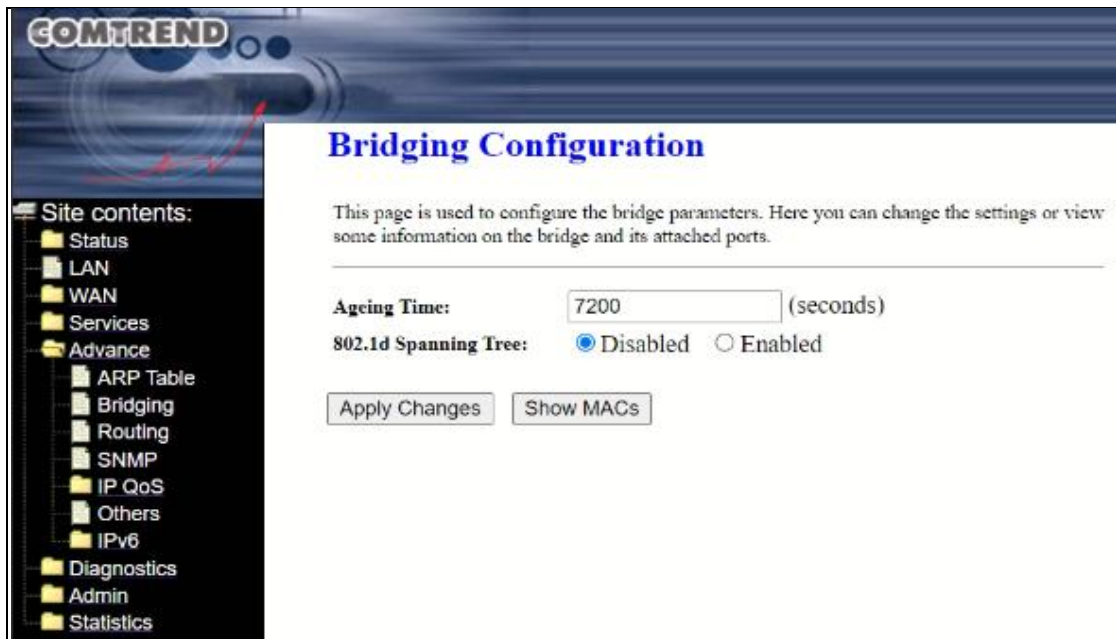 COMTREND
Site contents:
Status
LAN
WAN
Services
Advance
ARP Table
Bridging
Routing
SNMP
IP QoS
Others
IPv6
Diagnostics
Admin
Statistics
Bridging Configuration
This page is used to configure the bridge parameters. Here you can change the settings or view
some information on the bridge and its attached ports.
Ageing Time: 7200 (seconds)
802.1d Spanning Tree: Disabled Enabled
Apply Changes Show MACs